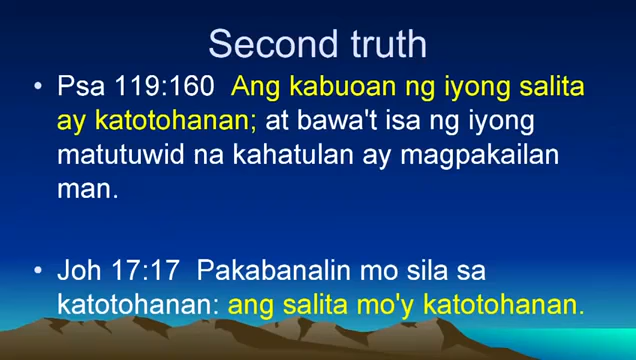 Second truth
• Psa 119:160 Ang kabuoan ng iyong salita
ay katotohanan; at bawa't isa ng iyong
matutuwid na kahatulan ay magpakailan
man.
• Joh 17:17 Pakabanalin mo sila sa
katotohanan: ang salita mo'y katotohanan.